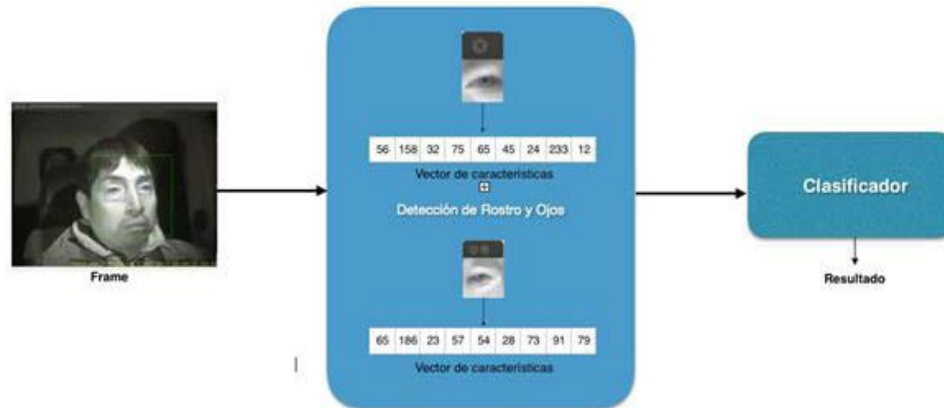 Frame
56 158 32 75 65 45 24 233 12
Vector de características
Detección de Rostro y Ojos
65 186 23 57 54 28 73 91 79
Vector de características
Clasificador
Resultado